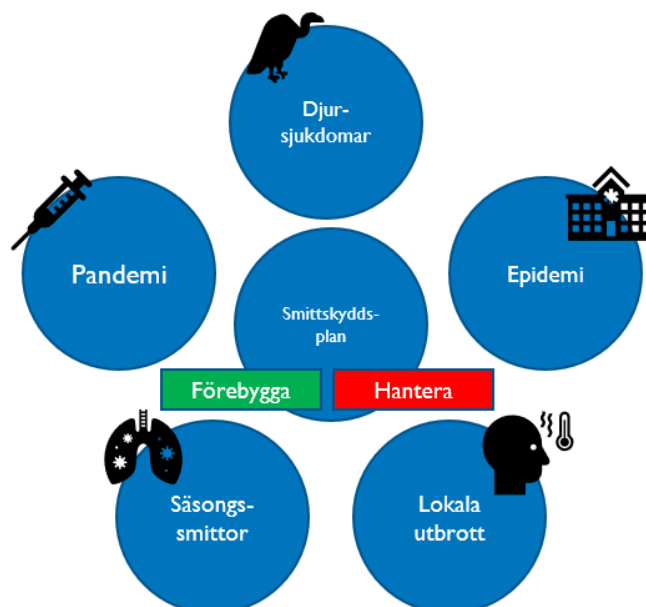 Djur-
sjukdomar
Pandemi
Epidemi
Smittskydds-
plan
Förebygga
Hantera
Säsongs-
smittor
Lokala
utbrott